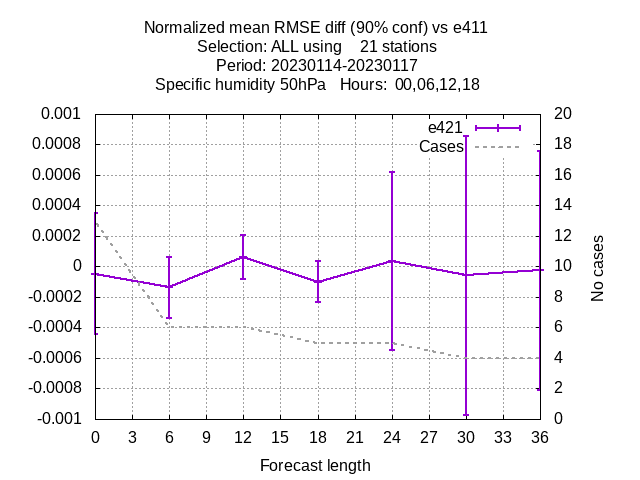 Normalized mean RMSE diff (90% conf) vs e411
Selection: ALL using 21 stations
Period: 20230114-20230117
Specific humidity 50hPa Hours: 00,06,12,18
0.001 20
e421
0.0008 18
Cases
0.0006 16
0.0004 14
0.0002 12
0 10
-0.0002 8
-0.0004 6
-0.0006 4
-0.0008 2
-0.001 0
No cases
0 3 6 9 12 15 18 21 24 27 30 33 36
Forecast length